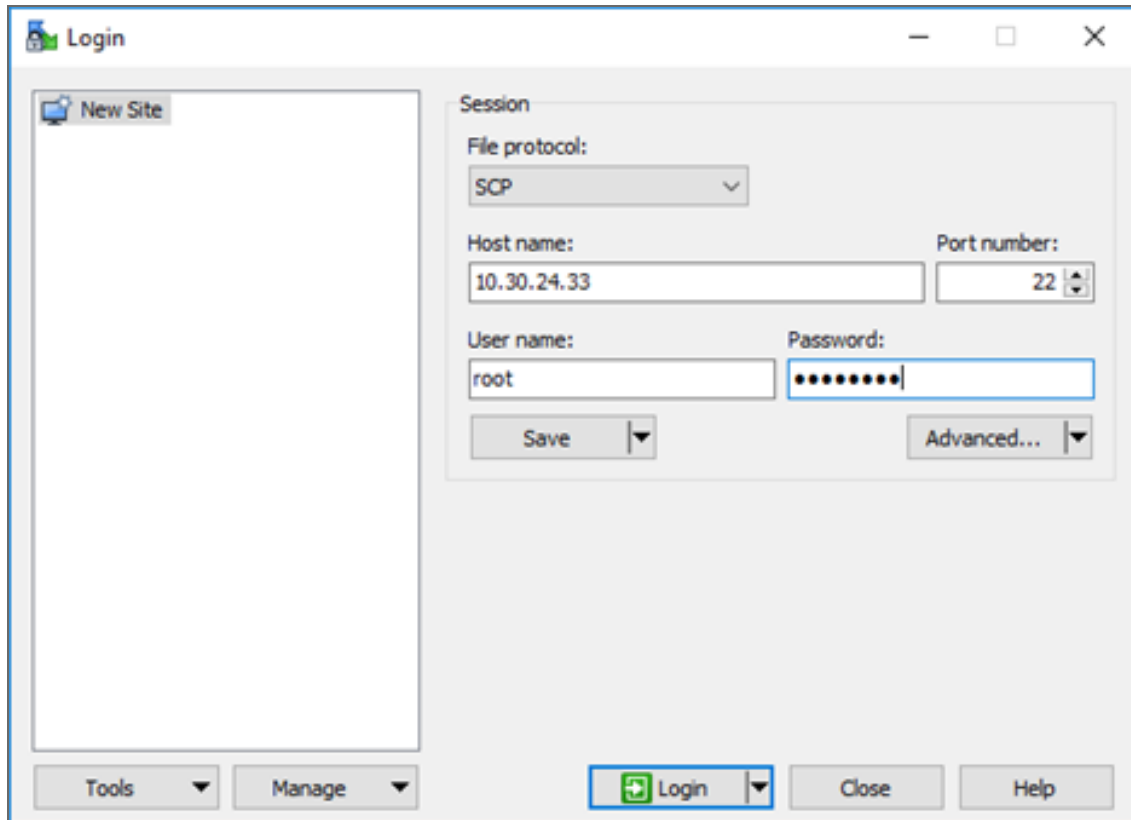 Login
New Site
Session
File protocol:
SCP
Host name:
Port number:
10.30.24.33
22
User name:
Password:
root
••••••••
Save
Advanced...
Tools
Manage
Login
Close
Help